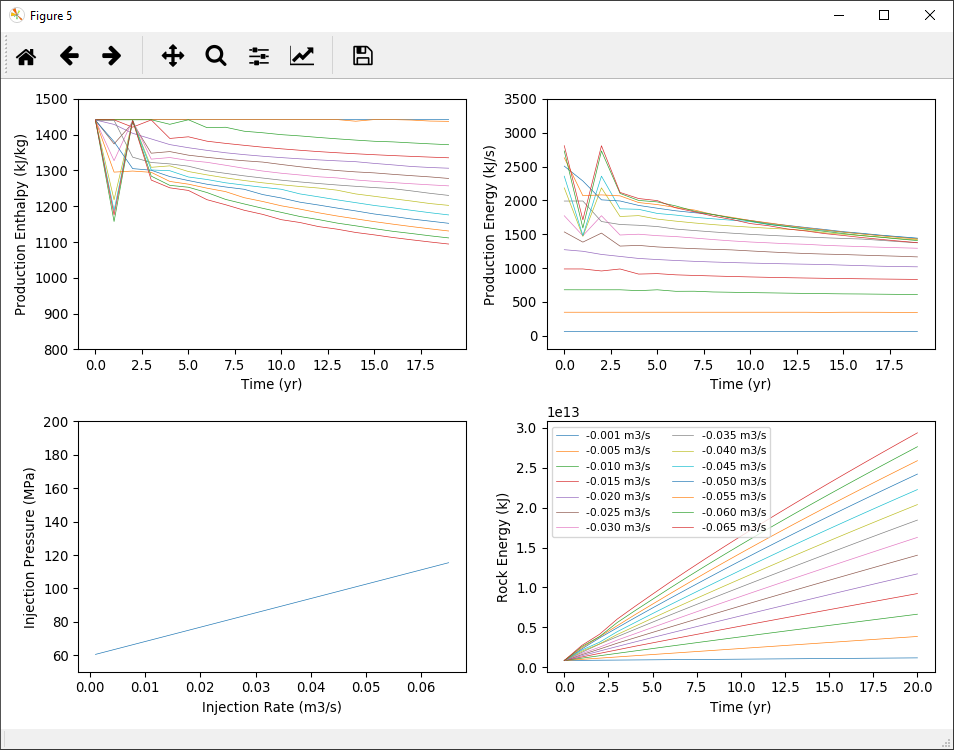 Figure 5
1500
1400
1300
1200
1100
1000
900
800
Production Enthalpy (kJ/kg)
0.0 2.5 5.0 7.5 10.0 12.5 15.0 17.5
Time (yr)
3500
3000
2500
2000
1500
1000
500
0
Production Energy (kJ/s)
0.0 2.5 5.0 7.5 10.0 12.5 15.0 17.5
Time (yr)
200
180
160
140
120
100
80
60
Injection Pressure (MPa)
0.00 0.01 0.02 0.03 0.04 0.05 0.06
Injection Rate (m3/s)
1e13
3.0
2.5
2.0
1.5
1.0
0.5
0.0
Rock Energy (kJ)
-0.001 m3/s
-0.005 m3/s
-0.010 m3/s
-0.015 m3/s
-0.020 m3/s
-0.025 m3/s
-0.030 m3/s
-0.035 m3/s
-0.040 m3/s
-0.045 m3/s
-0.050 m3/s
-0.055 m3/s
-0.060 m3/s
-0.065 m3/s
0.0 2.5 5.0 7.5 10.0 12.5 15.0 17.5 20.0
Time (yr)